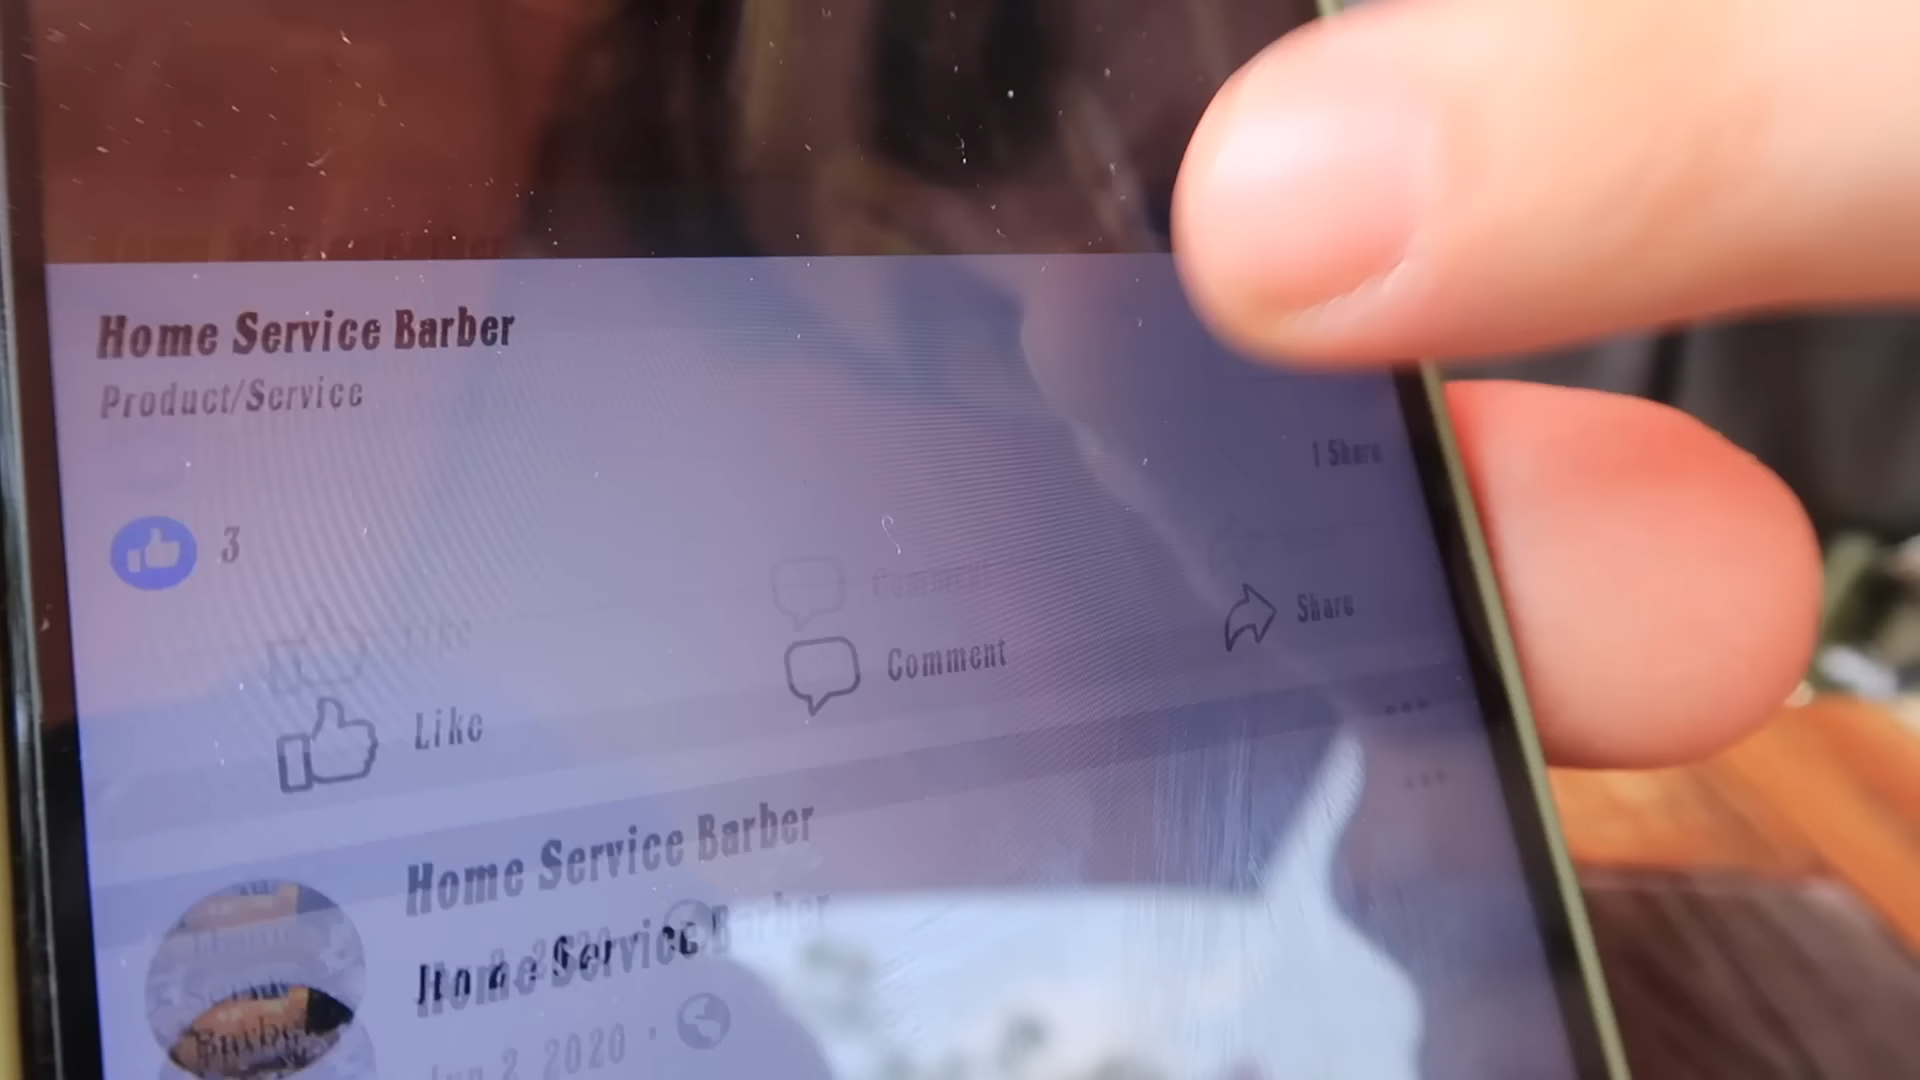 Home Service Barber
Product/Service
1 Share
3
Comment
Like
Share
Comment
Like
Home Service Barber
Home Service Barber
Jun 2, 2020 ·
Barber